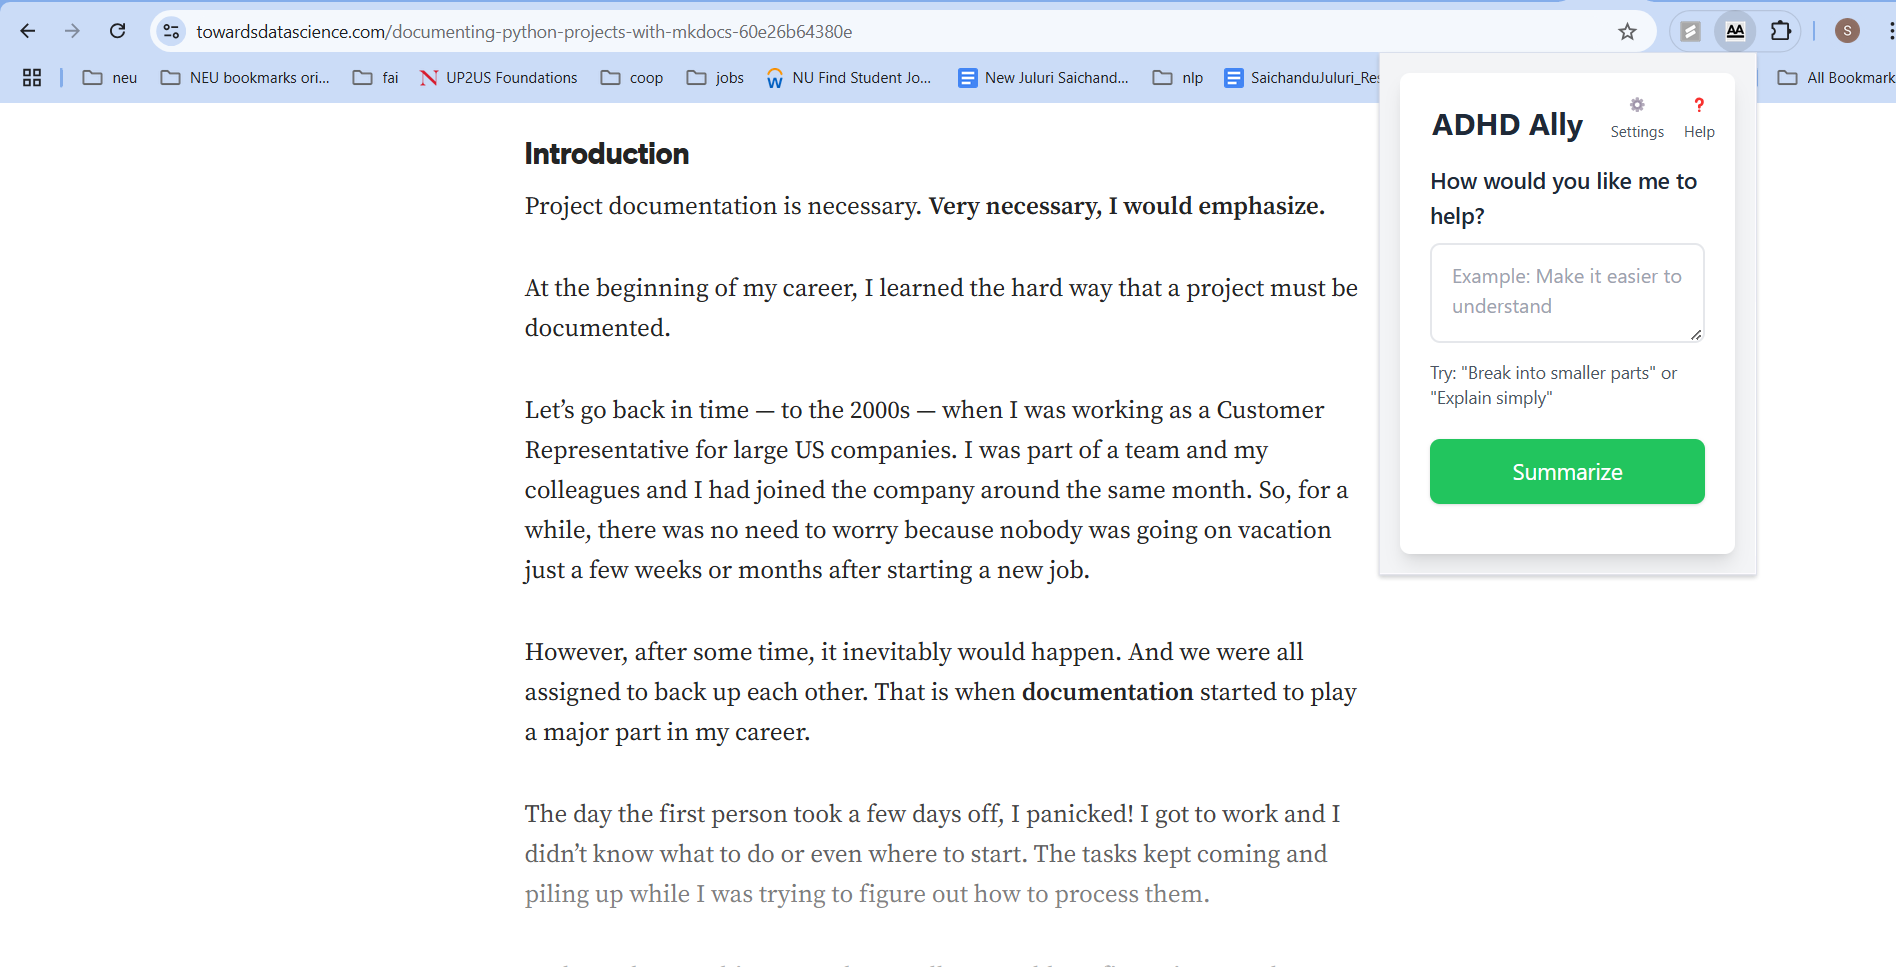 towardsdatascience.com/documenting-python-projects-with-mkdocs-60e26b64380e
AA
S
neu
NEU bookmarks ori...
fai
N UP2US Foundations
coop
jobs
W NU Find Student Jo...
New Juluri Saichand...
nlp
SaichanduJuluri_Res
All Bookmark
Introduction
Project documentation is necessary. Very necessary, I would emphasize.
At the beginning of my career, I learned the hard way that a project must be
documented.
Let’s go back in time — to the 2000s — when I was working as a Customer
Representative for large US companies. I was part of a team and my
colleagues and I had joined the company around the same month. So, for a
while, there was no need to worry because nobody was going on vacation
just a few weeks or months after starting a new job.
However, after some time, it inevitably would happen. And we were all
assigned to back up each other. That is when documentation started to play
a major part in my career.
The day the first person took a few days off, I panicked! I got to work and I
didn’t know what to do or even where to start. The tasks kept coming and
piling up while I was trying to figure out how to process them.
ADHD Ally
Settings
?
Help
How would you like me to
help?
Example: Make it easier to
understand
Try: "Break into smaller parts" or
"Explain simply"
Summarize